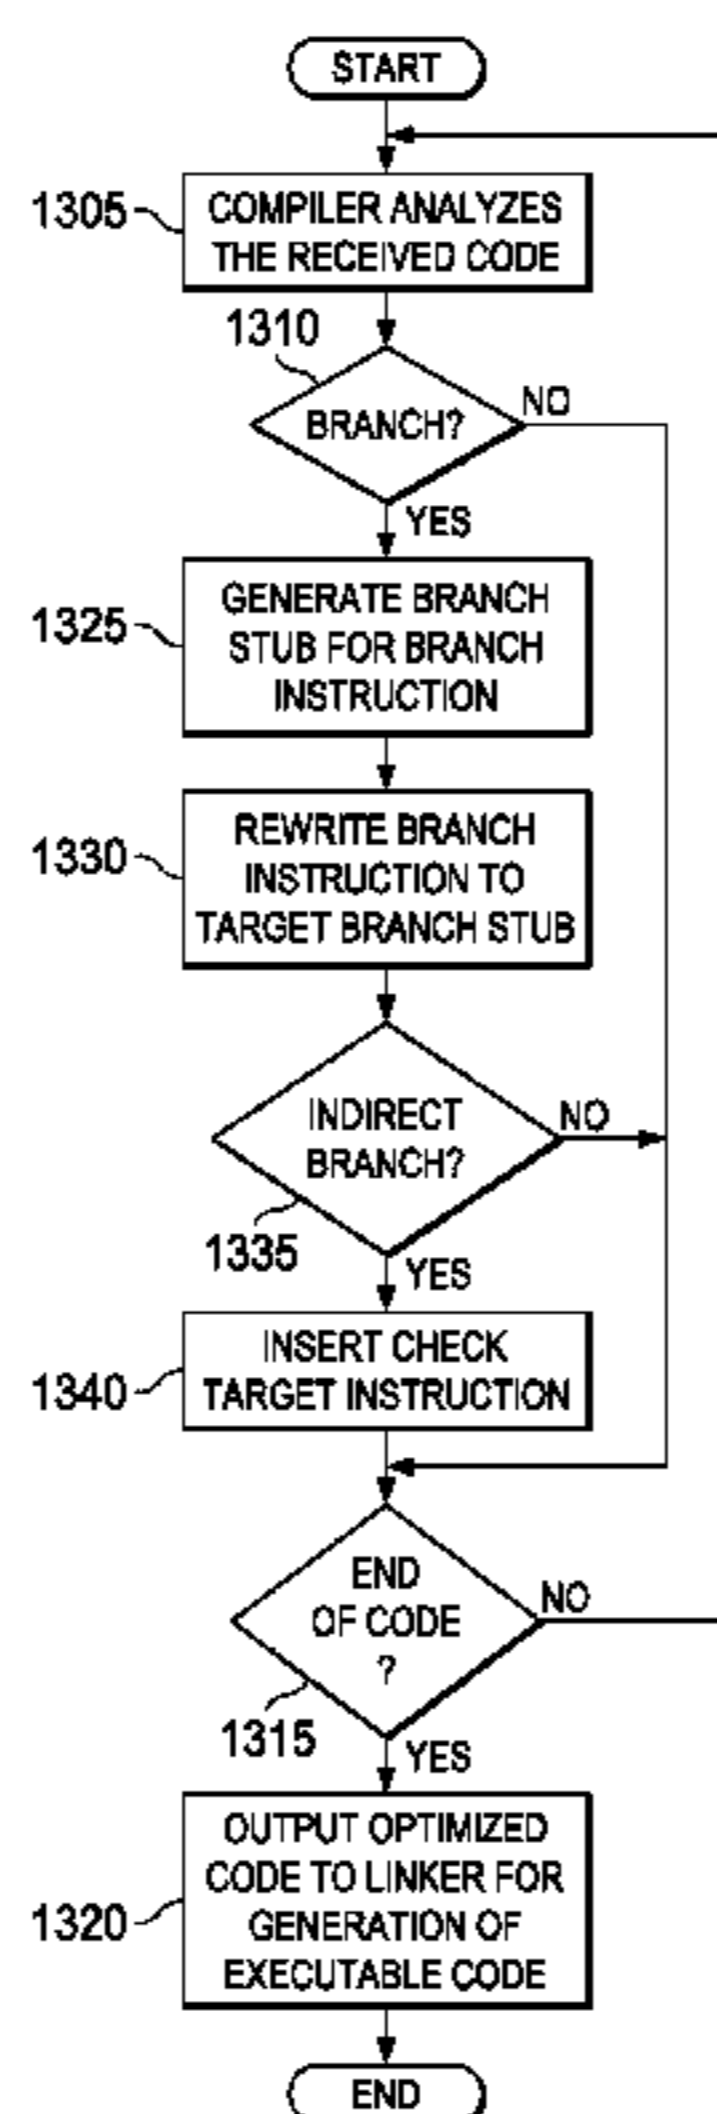 START
1305
COMPILER ANALYZES
THE RECEIVED CODE
1310
BRANCH?
NO
YES
1325
GENERATE BRANCH
STUB FOR BRANCH
INSTRUCTION
1330
REWRITE BRANCH
INSTRUCTION TO
TARGET BRANCH STUB
INDIRECT
BRANCH?
NO
1335
YES
1340
INSERT CHECK
TARGET INSTRUCTION
END
OF CODE
?
NO
1315
YES
1320
OUTPUT OPTIMIZED
CODE TO LINKER FOR
GENERATION OF
EXECUTABLE CODE
END